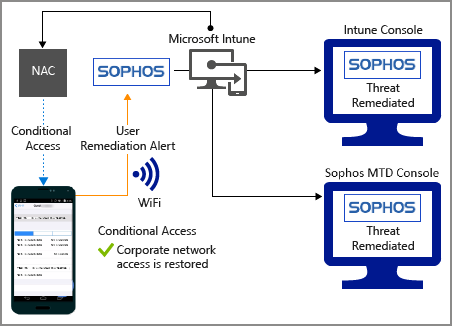 Microsoft Intune
Intune Console
NAC
SOPHOS
SOPHOS
Threat
Remediated
Conditional
Access
User
Remediation Alert
WiFi
Sophos MTD Console
SOPHOS
Threat
Remediated
Conditional Access
Corporate network
access is restored